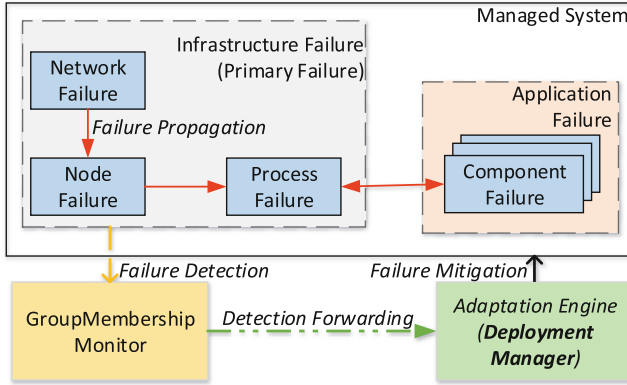 Managed System
Infrastructure Failure
(Primary Failure)
Network
Failure
Application
Failure
Failure Propagation
Node
Failure
Process
Failure
Component
Failure
Failure Detection
Failure Mitigation
GroupMembership
Monitor
Detection Forwarding
Adaptation Engine
(Deployment
Manager)